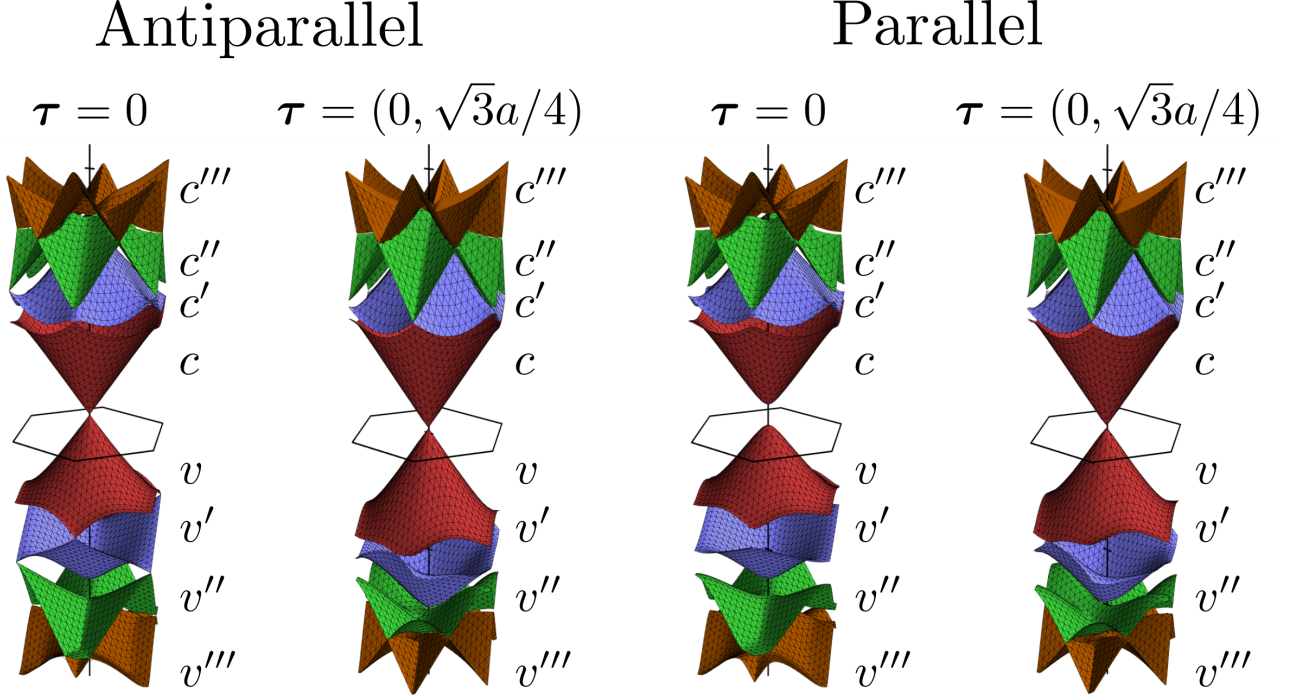 Antiparallel Parallel
τ = 0 τ = (0, √3a/4) τ = 0 τ = (0, √3a/4)
c′′′ c′′′ c′′′ c′′′
c′′ c′′ c′′ c′′
c′ c′ c′ c′
c c c c
v v v v
v′ v′ v′ v′
v′′ v′′ v′′ v′′
v′′′ v′′′ v′′′ v′′′